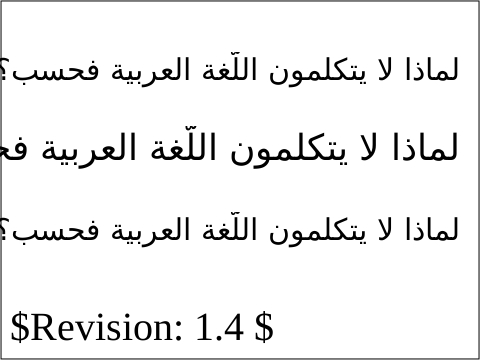 لماذا لا يتكلمون اللّغة العربية فحسب؟
لماذا لا يتكلمون اللّغة العربية
لماذا لا يتكلمون اللّغة العربية فحسب؟
$Revision: 1.4 $